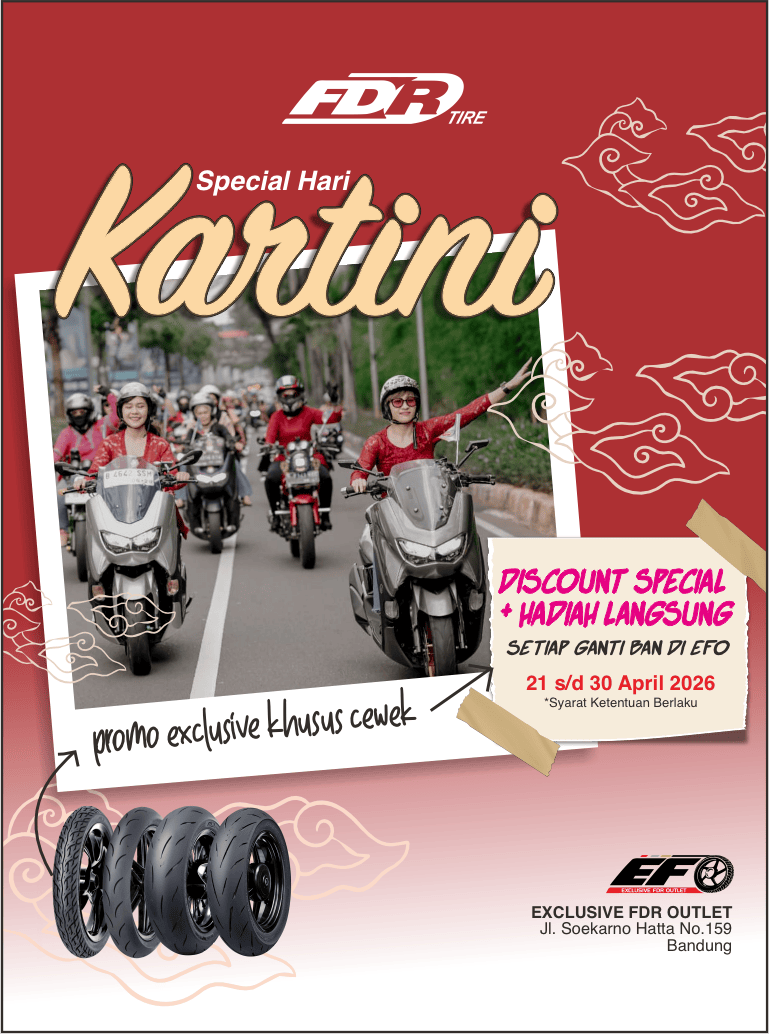 FDR TIRE
Special Hari
Kartini
DISCOUNT SPECIAL
+ HADIAH LANGSUNG
SETIAP GANTI BAN DI EFO
21 s/d 30 April 2026
*Syarat Ketentuan Berlaku
promo exclusive khusus cewek
EFO
EXCLUSIVE FDR OUTLET
EXCLUSIVE FDR OUTLET
Jl. Soekarno Hatta No.159
Bandung